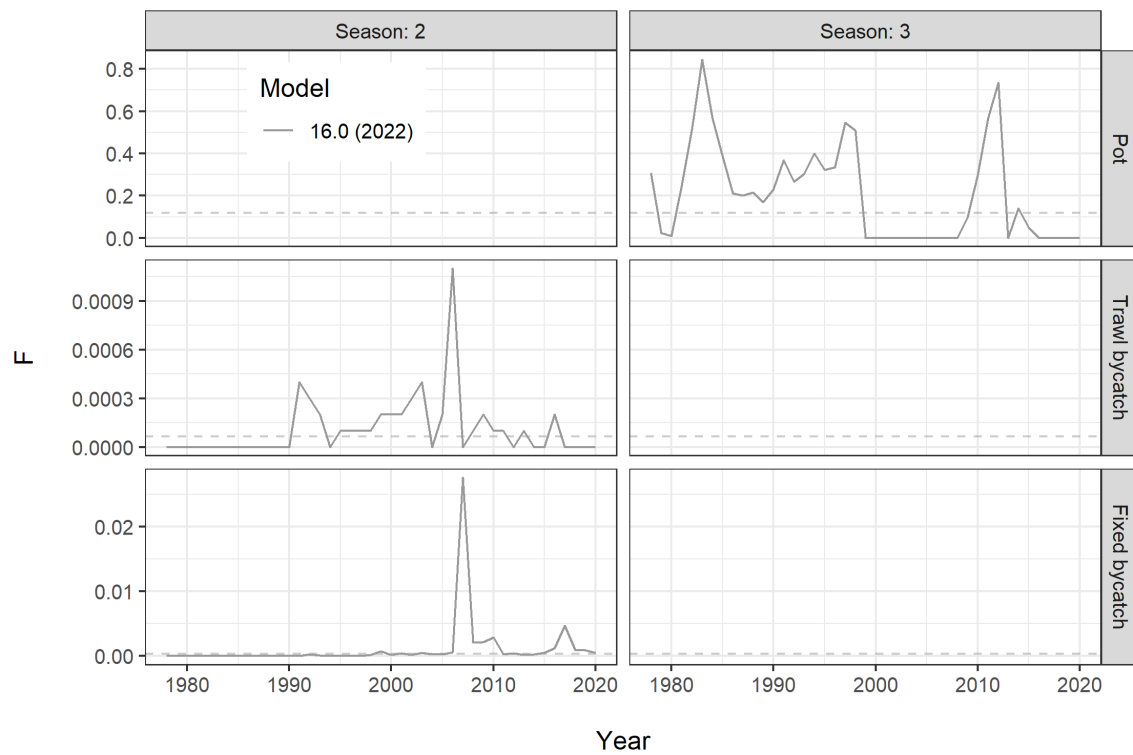 Season: 2
Season: 3
Model
16.0 (2022)
0.8
0.6
0.4
0.2
0.0
Pot
0.0009
0.0006
0.0003
0.0000
Trawl bycatch
0.02
0.01
0.00
Fixed bycatch
F
1980 1990 2000 2010 2020
1980 1990 2000 2010 2020
Year